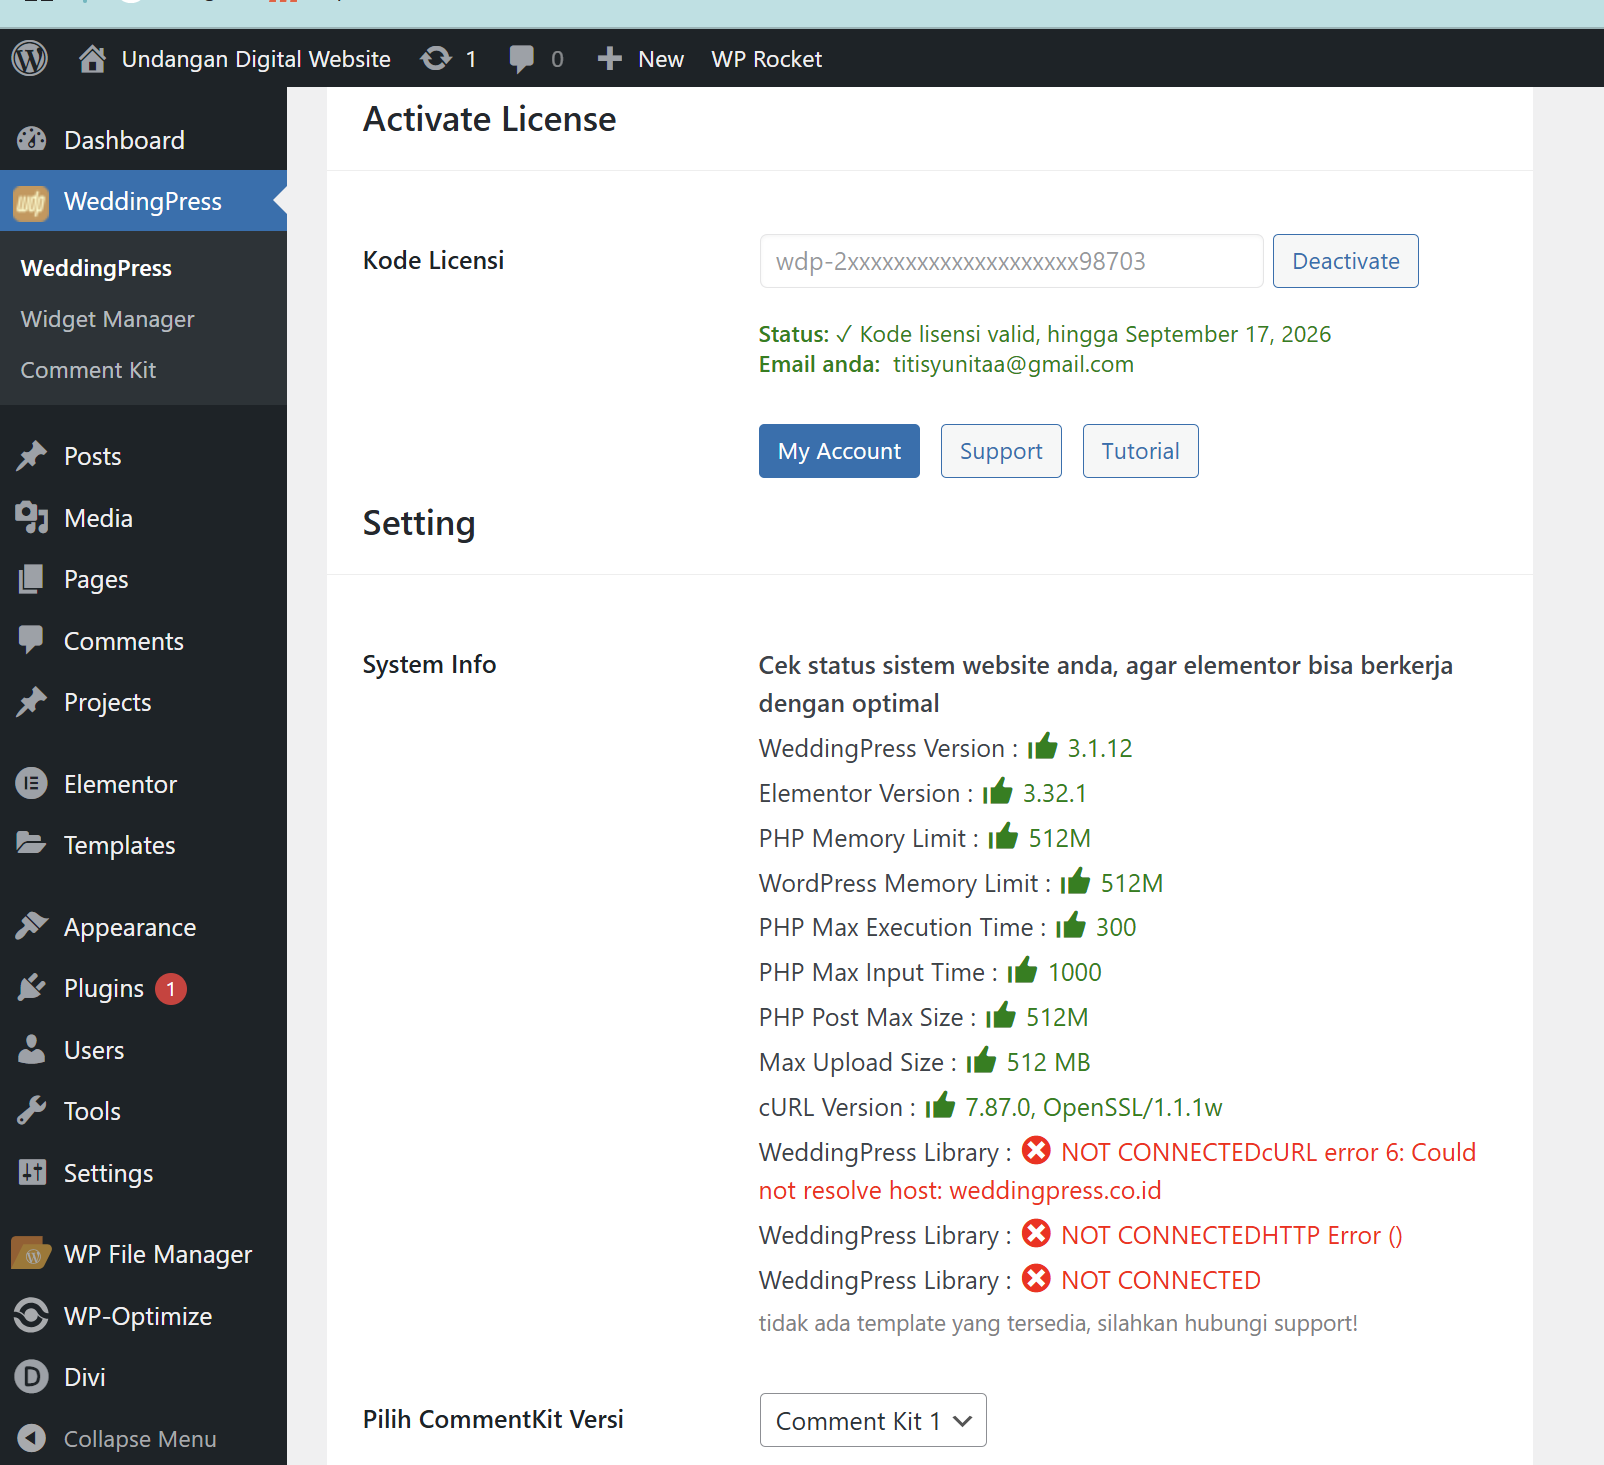 Undangan Digital Website
1
0
New
WP Rocket
Dashboard
WeddingPress
WeddingPress
Widget Manager
Comment Kit
Posts
Media
Pages
Comments
Projects
Elementor
Templates
Appearance
Plugins 1
Users
Tools
Settings
WP File Manager
WP-Optimize
Divi
Collapse Menu
Activate License
Kode Licensi
wdp-2xxxxxxxxxxxxxxxxxxxx98703
Deactivate
Status: ✓ Kode lisensi valid, hingga September 17, 2026
Email anda: titisyunitaa@gmail.com
My Account
Support
Tutorial
Setting
System Info
Cek status sistem website anda, agar elementor bisa berkerja
dengan optimal
WeddingPress Version : 3.1.12
Elementor Version : 3.32.1
PHP Memory Limit : 512M
WordPress Memory Limit : 512M
PHP Max Execution Time : 300
PHP Max Input Time : 1000
PHP Post Max Size : 512M
Max Upload Size : 512 MB
cURL Version : 7.87.0, OpenSSL/1.1.1w
WeddingPress Library : NOT CONNECTEDcURL error 6: Could
not resolve host: weddingpress.co.id
WeddingPress Library : NOT CONNECTEDHTTP Error ()
WeddingPress Library : NOT CONNECTED
tidak ada template yang tersedia, silahkan hubungi support!
Pilih CommentKit Versi
Comment Kit 1